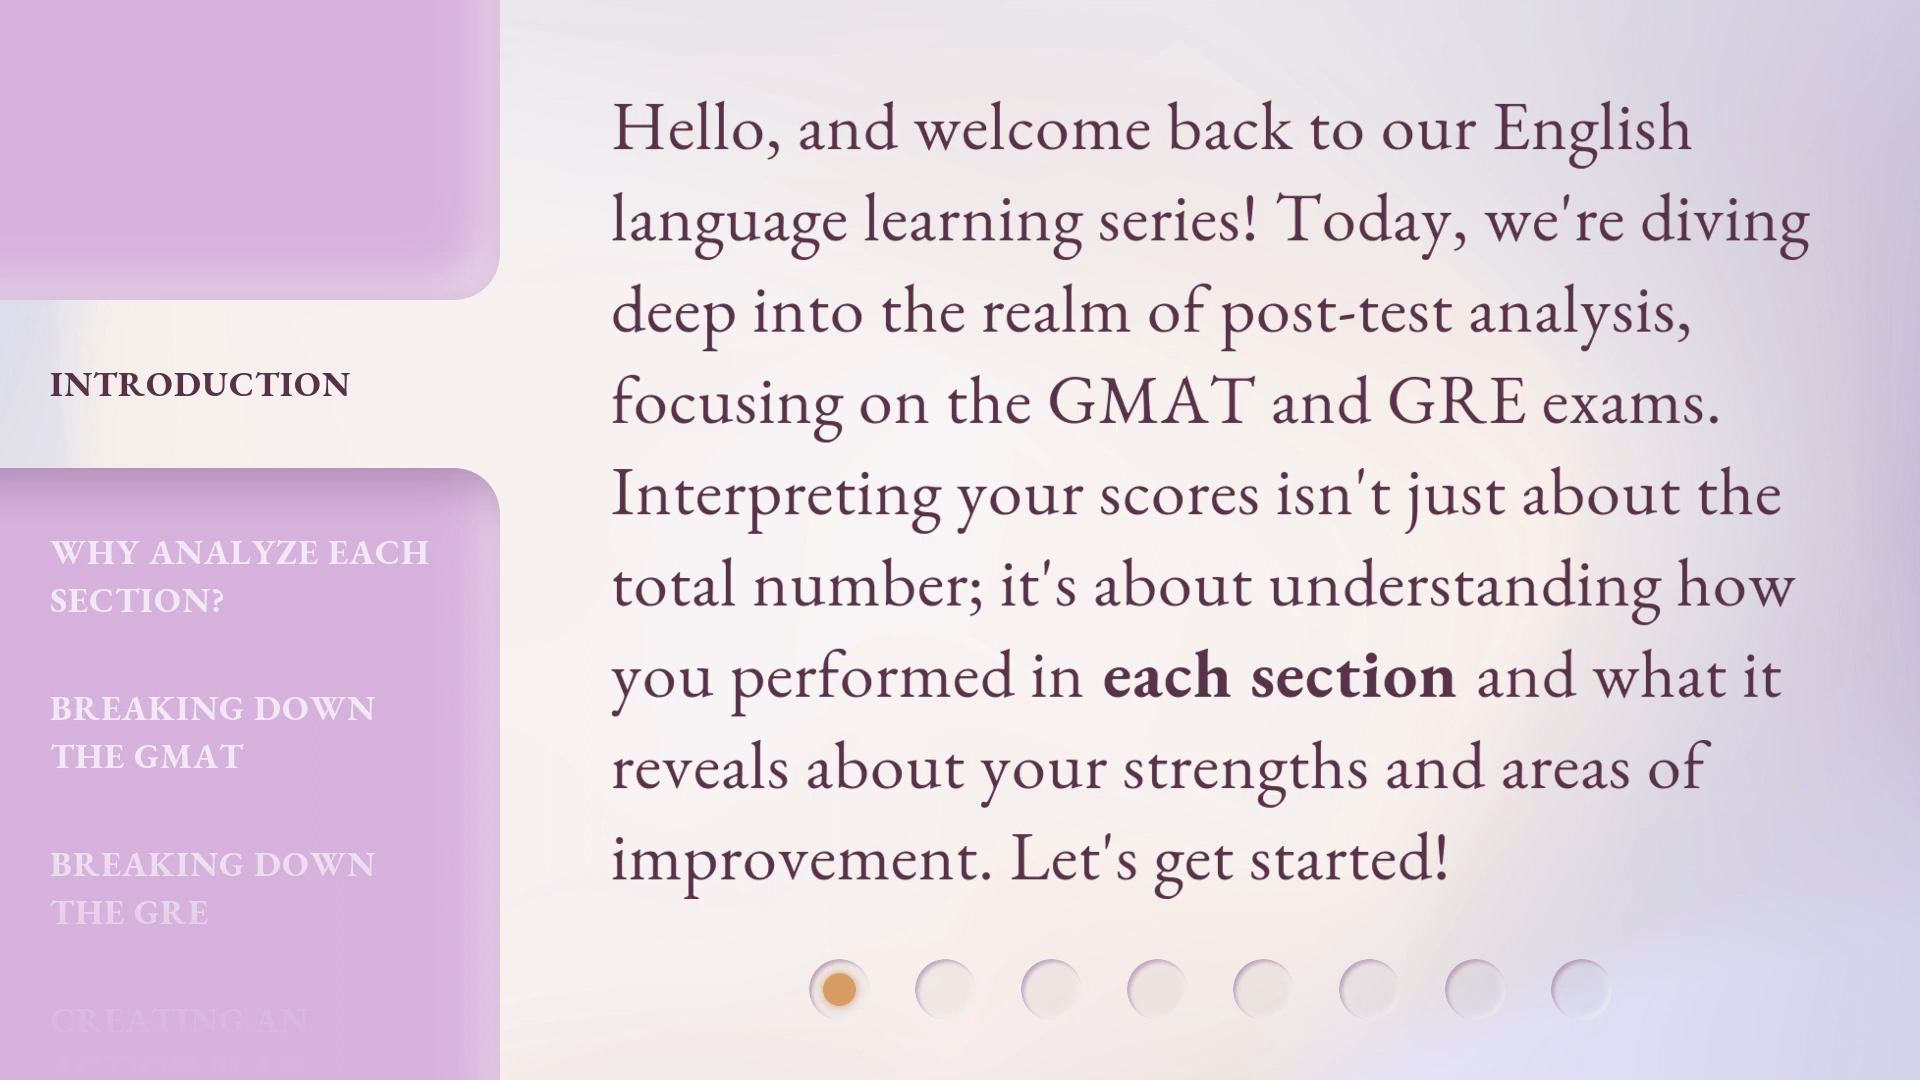 INTRODUCTION
WHY ANALYZE EACH
SECTION?
BREAKING DOWN
THE GMAT
BREAKING DOWN
THE GRE
CREATING AN
Hello, and welcome back to our English
language learning series! Today, we're diving
deep into the realm of post-test analysis,
focusing on the GMAT and GRE exams.
Interpreting your scores isn't just about the
total number; it's about understanding how
you performed in each section and what it
reveals about your strengths and areas of
improvement. Let's get started!